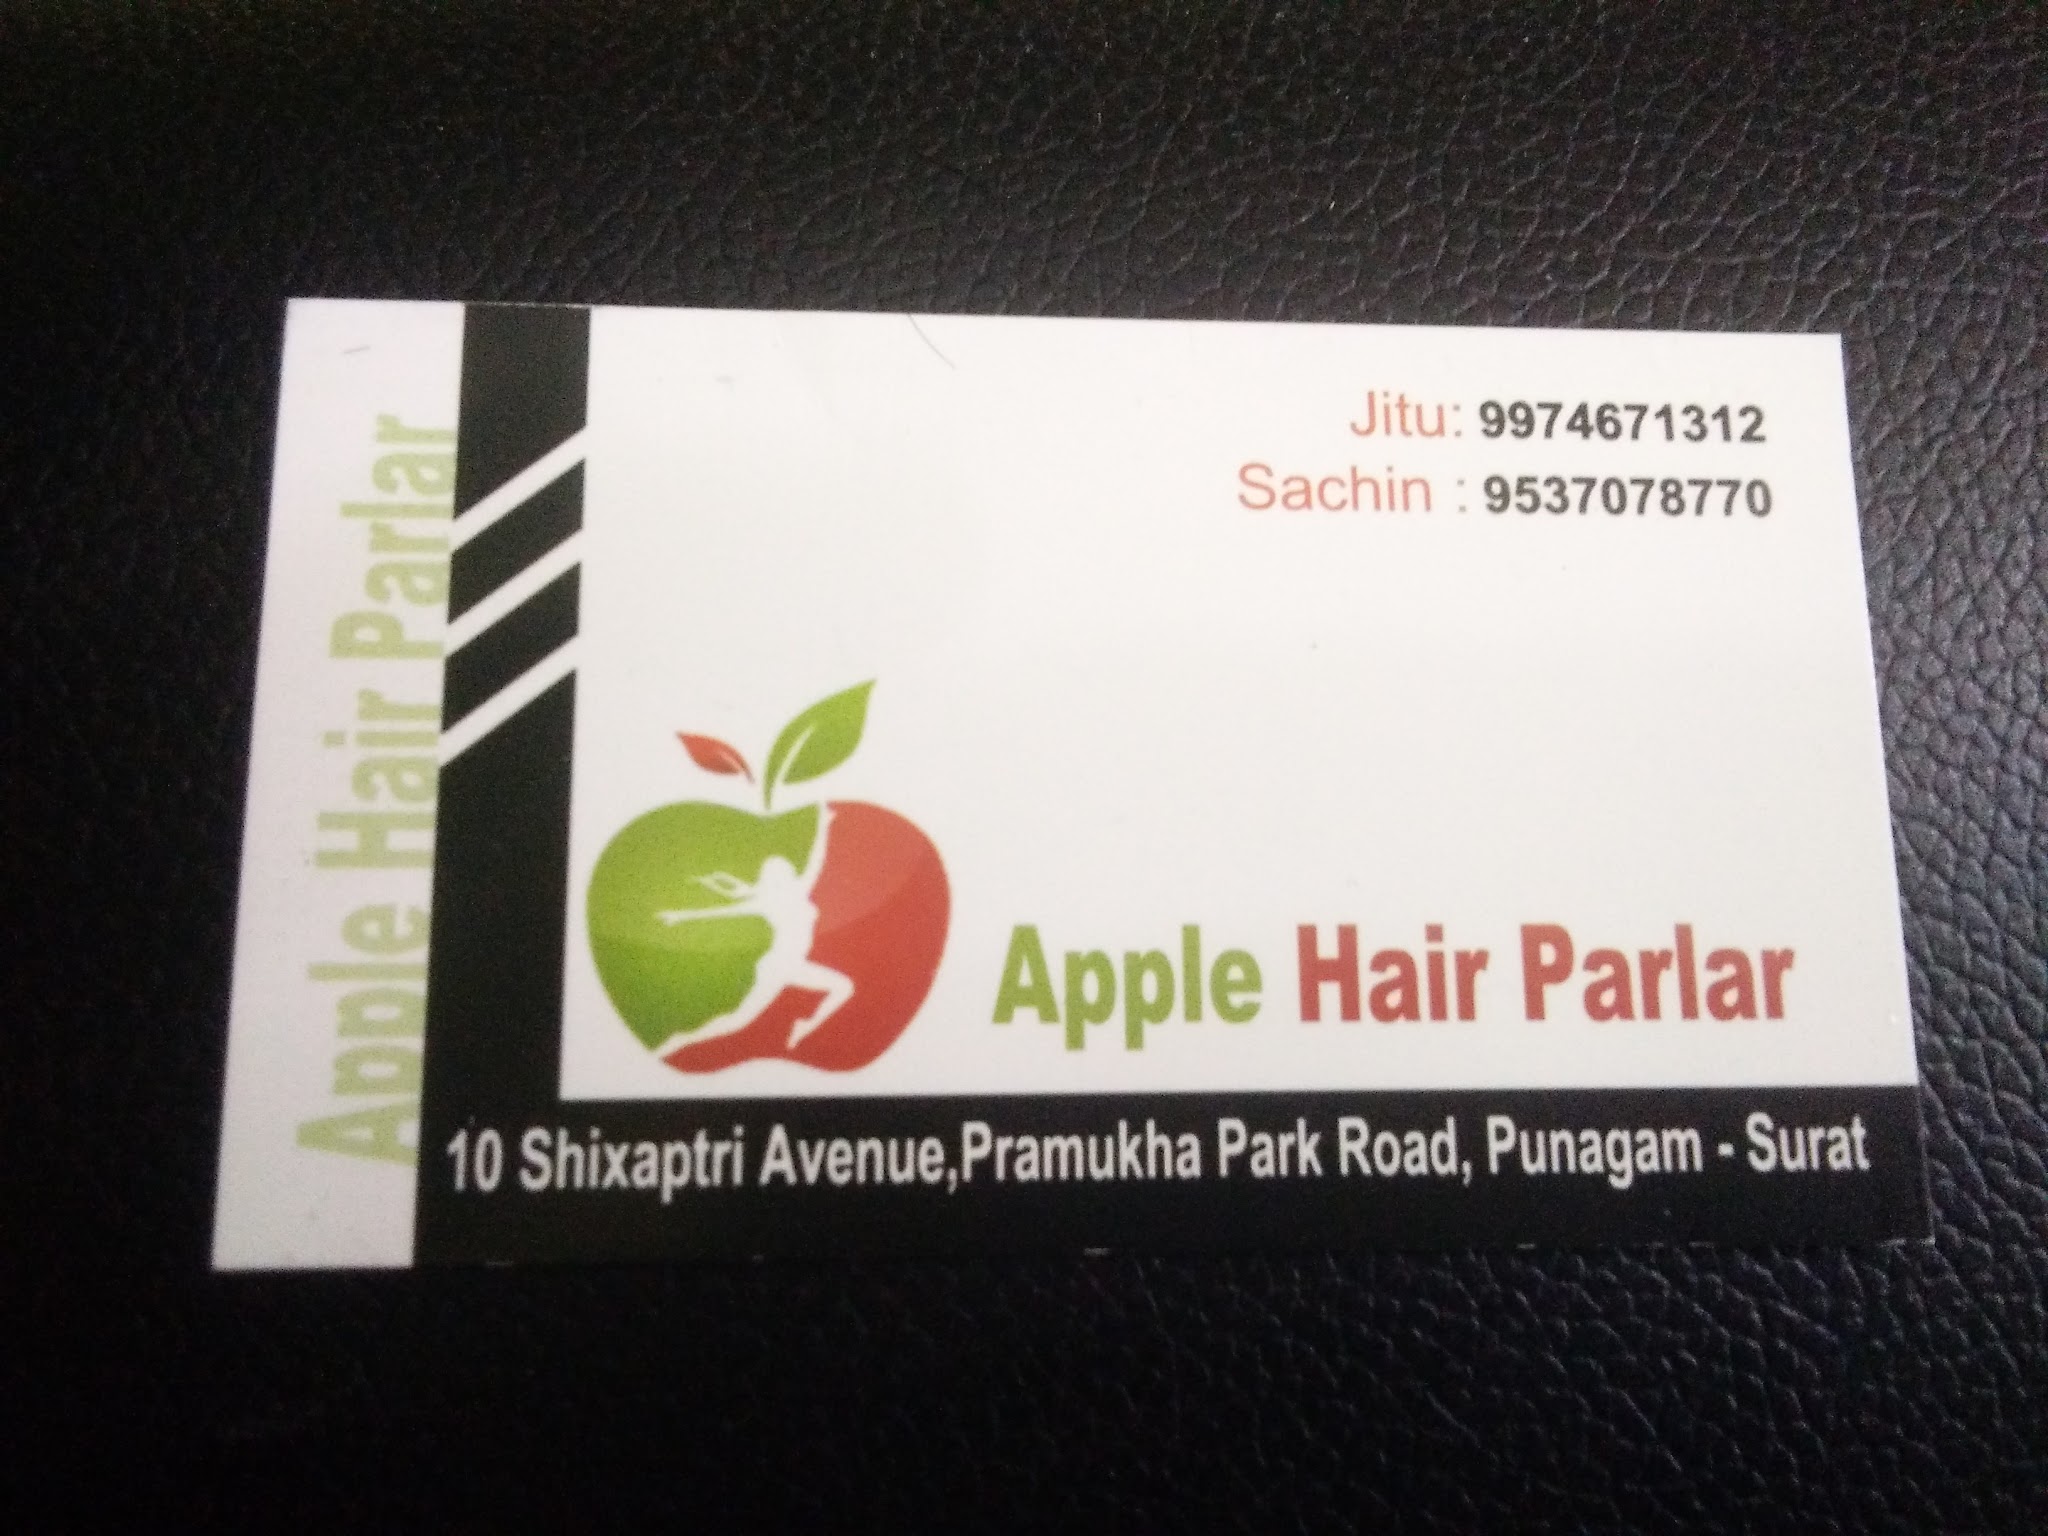 Jitu: 9974671312
Sachin : 9537078770
Apple Hair Parlar
Apple Hair Parlar
10 Shixaptri Avenue,Pramukha Park Road, Punagam - Surat